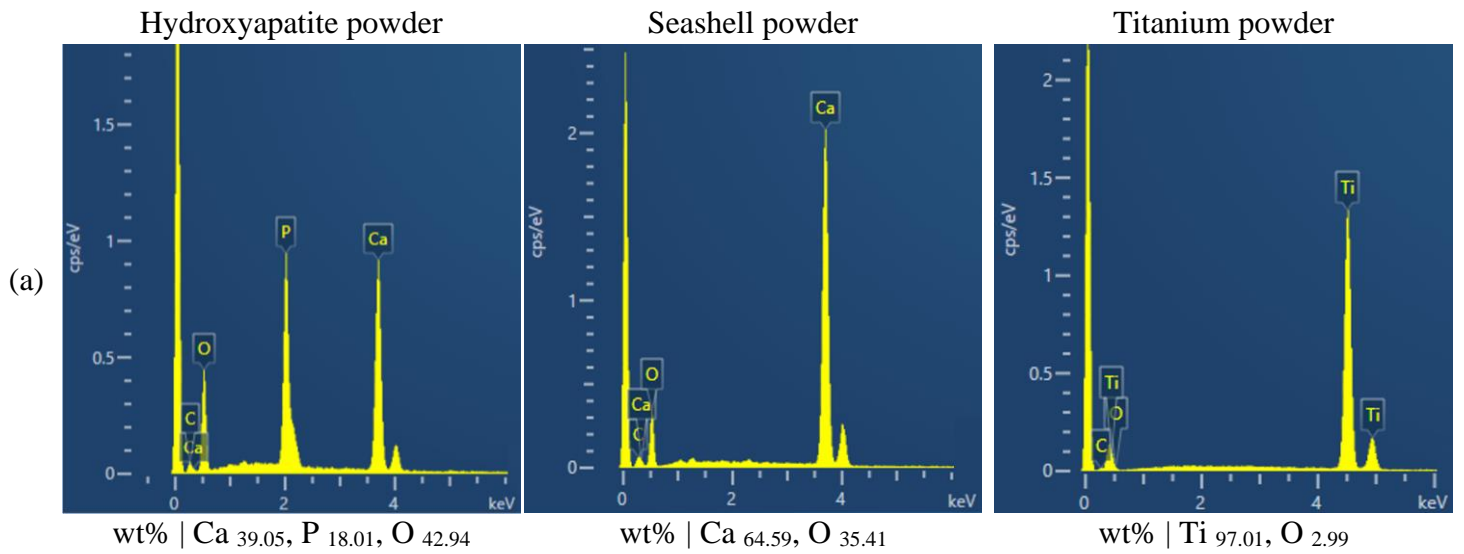 Hydroxyapatite powder
Seashell powder
Titanium powder
(a)
cps/eV
1.5
1
0.5
0
P
Ca
O
C
Ca
0
2
4
keV
cps/eV
2
1
0
Ca
O
Ca
C
0
2
4
keV
cps/eV
2
1.5
1
0.5
0
Ti
Ti
O
C
Ti
0
2
4
keV
wt% | Ca 39.05, P 18.01, O 42.94
wt% | Ca 64.59, O 35.41
wt% | Ti 97.01, O 2.99